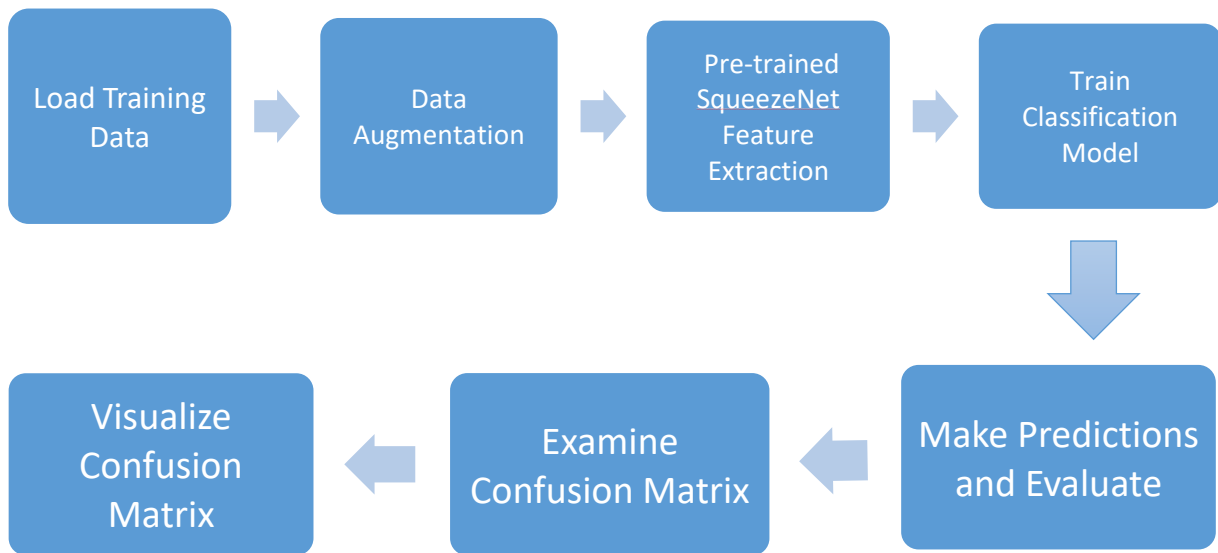 Load Training
Data
Data
Augmentation
Pre-trained
SqueezeNet
Feature
Extraction
Train
Classification
Model
Make Predictions
and Evaluate
Examine
Confusion Matrix
Visualize
Confusion
Matrix